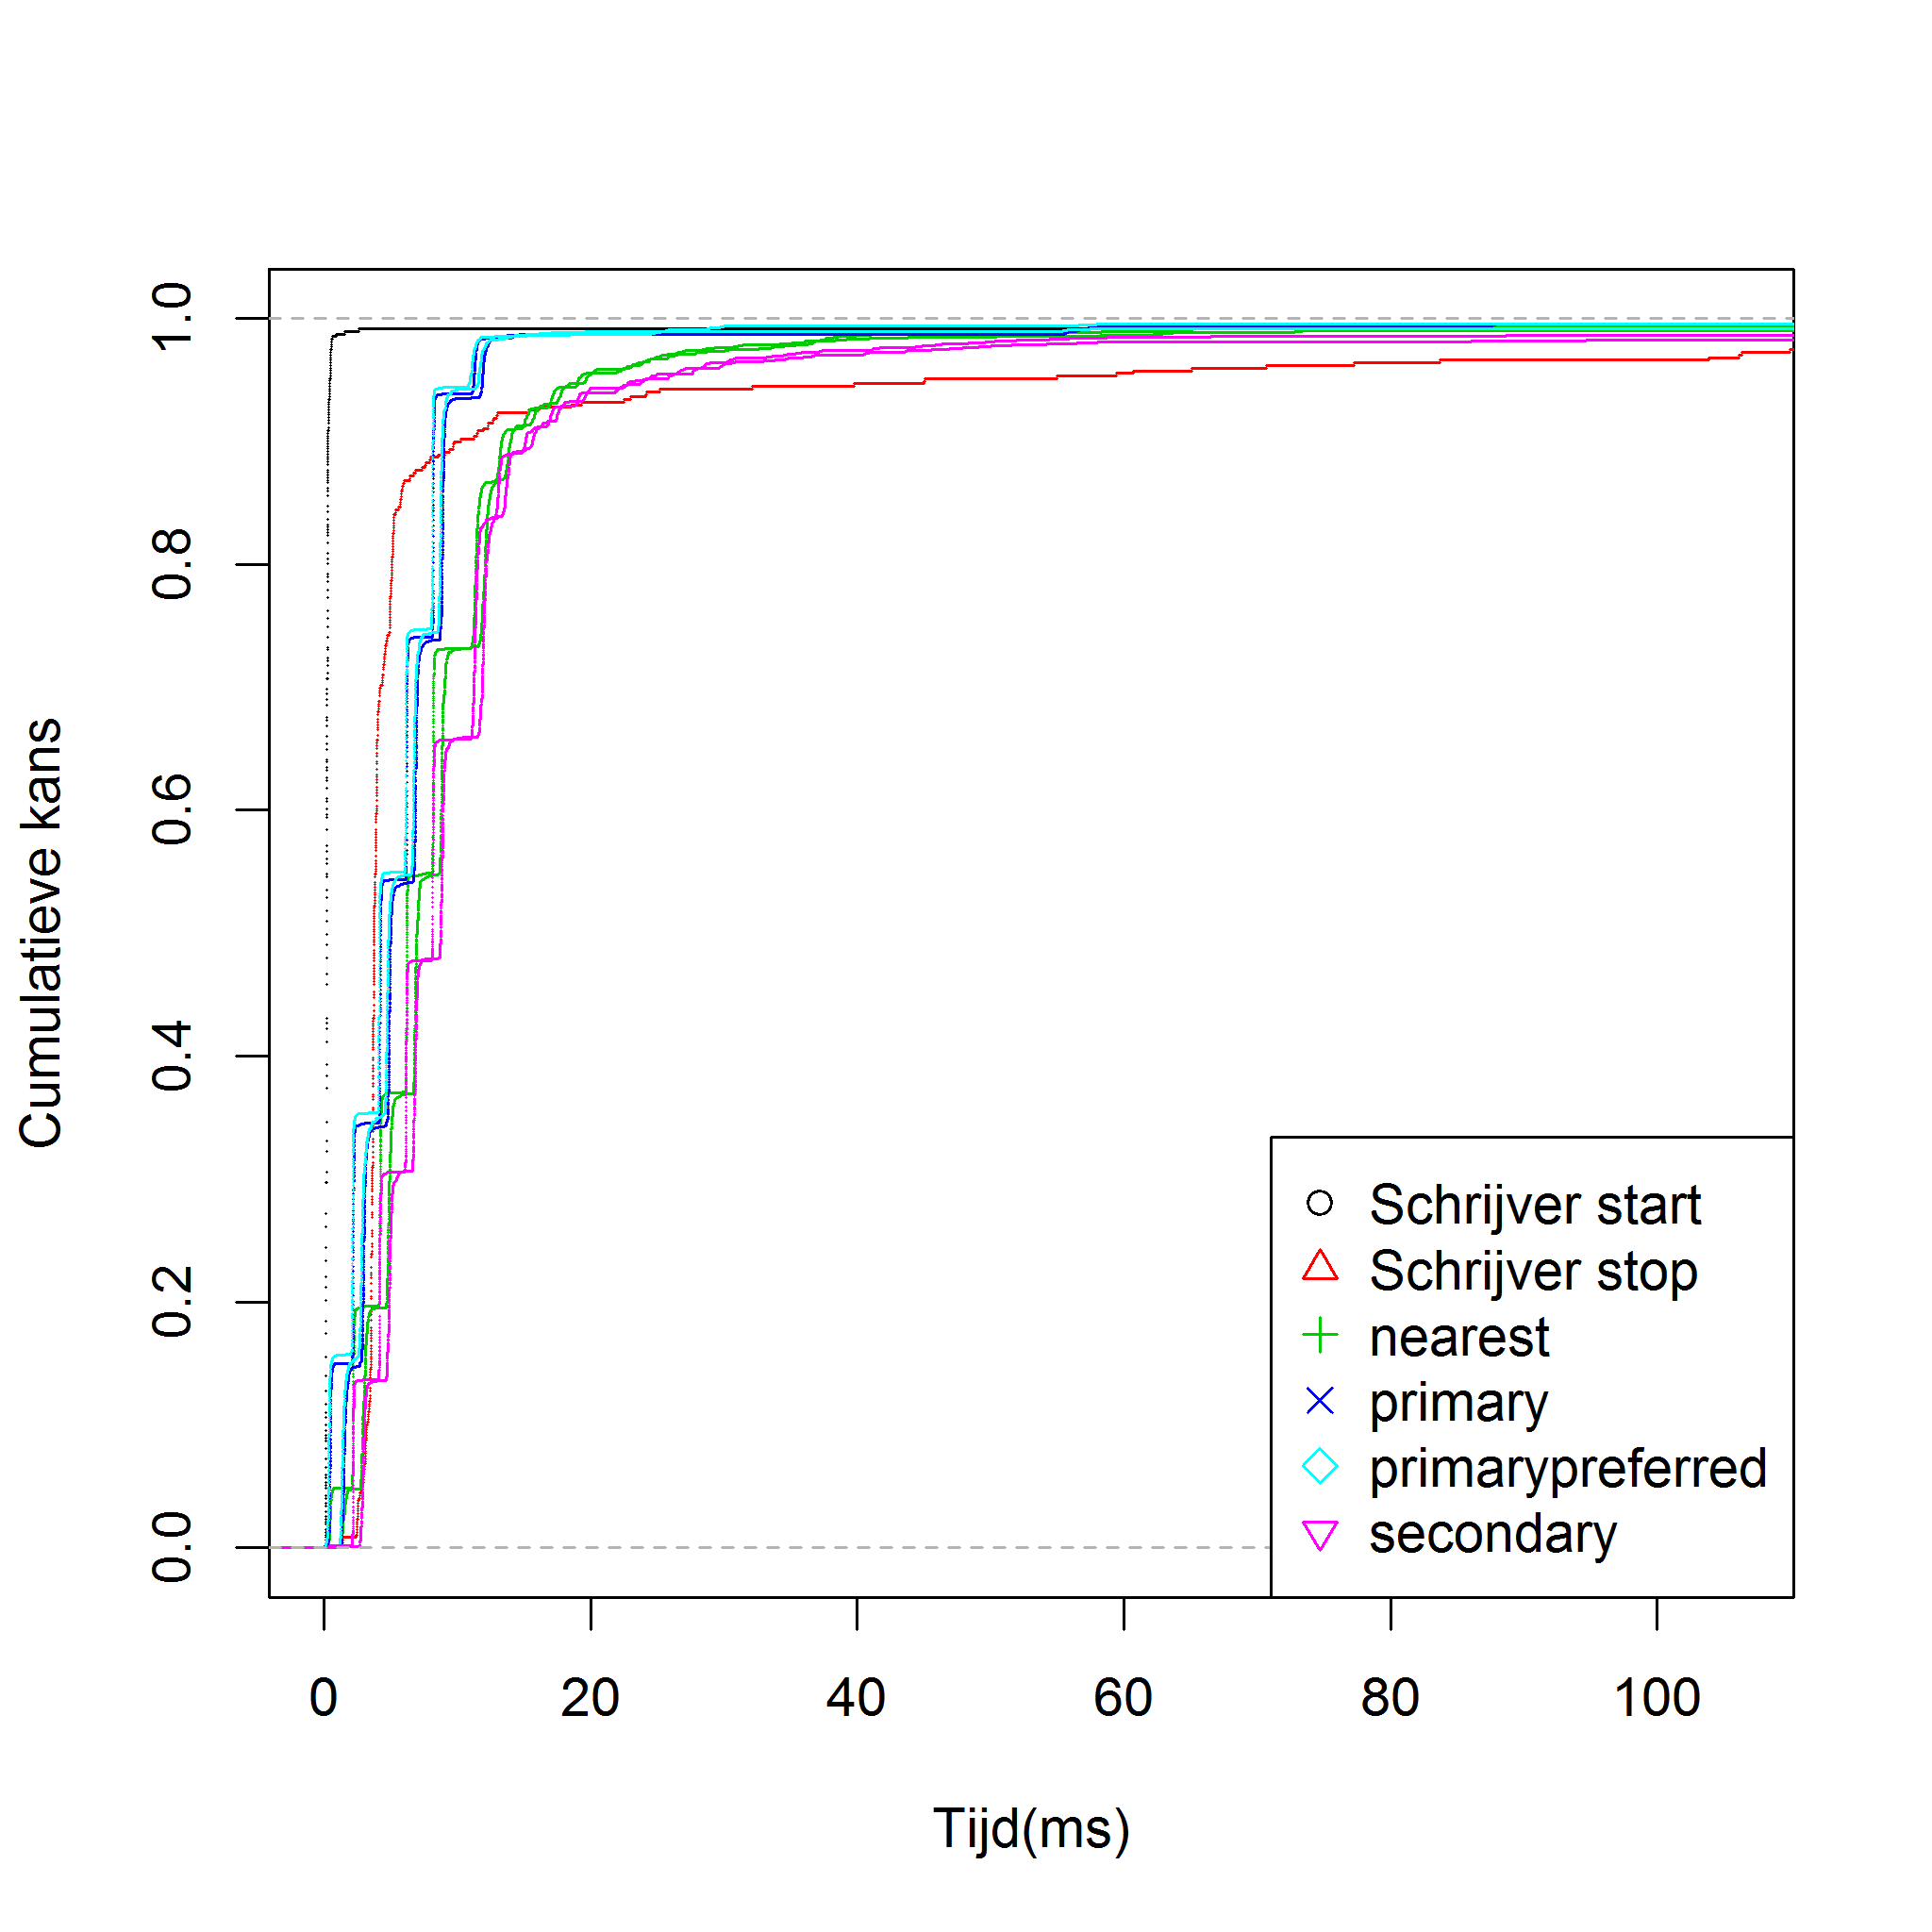 Cumulatieve kans
1.0
0.8
0.6
0.4
0.2
0.0
Schrijver start
Schrijver stop
nearest
primary
primarypreferred
secondary
0 20 40 60 80 100
Tijd(ms)